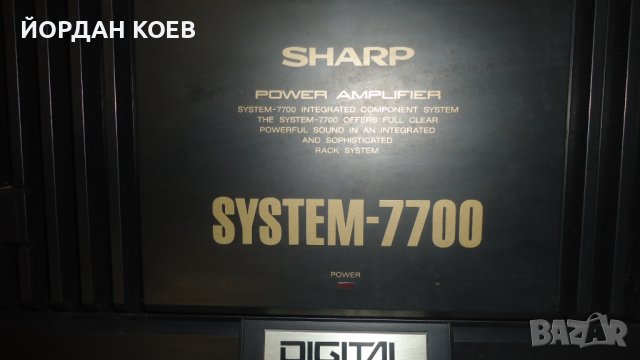 ЙОРДАН КОЕВ
SHARP
POWER AMPLIFIER
SYSTEM-7700 INTEGRATED COMPONENT SYSTEM
THE SYSTEM-7700 OFFERS FULL CLEAR
POWERFUL SOUND IN AN INTEGRATED
AND SOPHISTICATED
RACK SYSTEM
SYSTEM-7700
POWER
DIGITAL
BAZAR